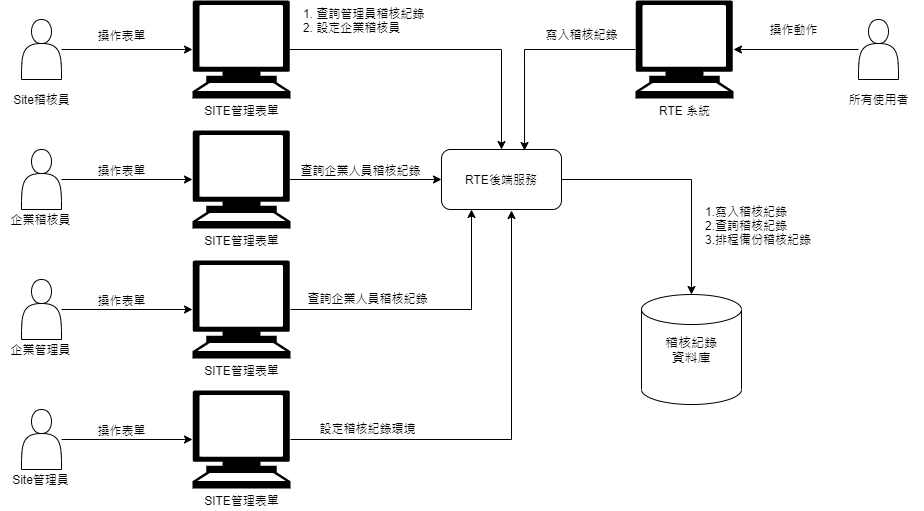 操作表單
1. 查詢管理員稽核紀錄
2. 設定企業稽核員
寫入稽核紀錄
操作動作
Site稽核員
SITE管理表單
RTE 系統
所有使用者
操作表單
查詢企業人員稽核紀錄
RTE後端服務
企業稽核員
SITE管理表單
1.寫入稽核紀錄
2.查詢稽核紀錄
3.排程備份稽核紀錄
操作表單
查詢企業人員稽核紀錄
企業管理員
SITE管理表單
稽核紀錄
資料庫
操作表單
設定稽核紀錄環境
Site管理員
SITE管理表單